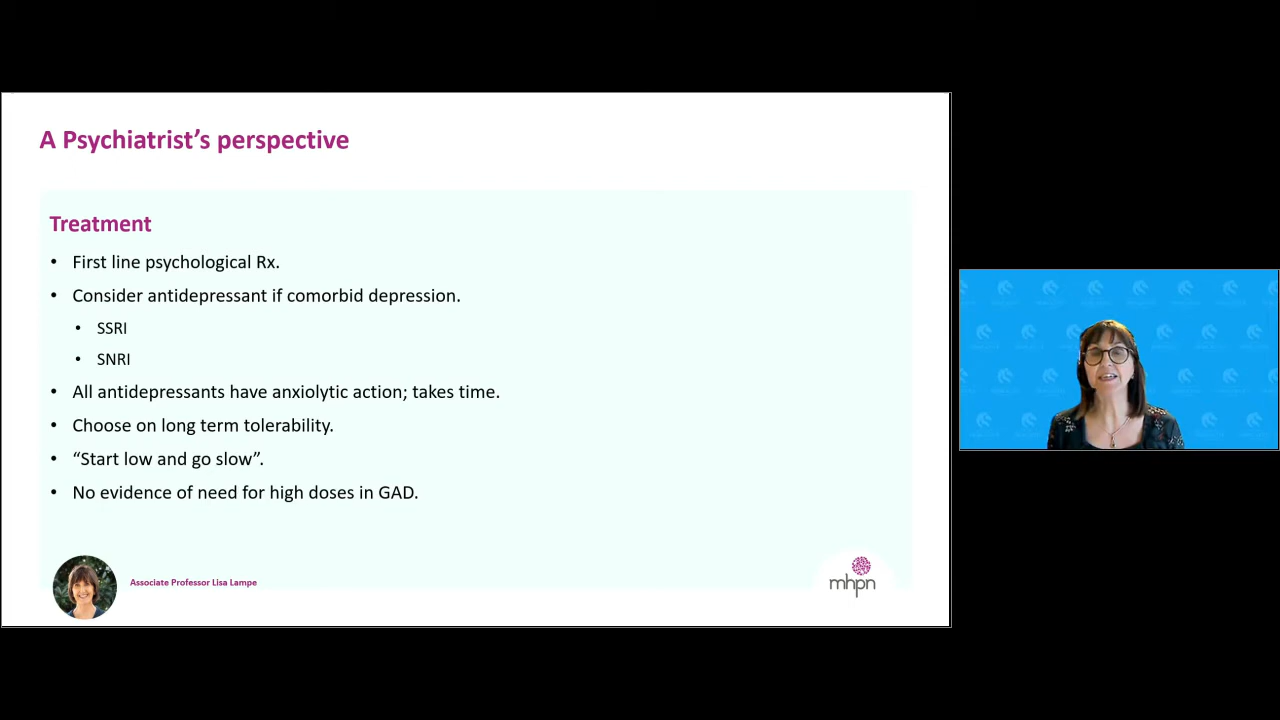 A Psychiatrist’s perspective
Treatment
• First line psychological Rx.
• Consider antidepressant if comorbid depression.
• SSRI
• SNRI
• All antidepressants have anxiolytic action; takes time.
• Choose on long term tolerability.
• “Start low and go slow”.
• No evidence of need for high doses in GAD.
Associate Professor Lisa Lampe
mhpn